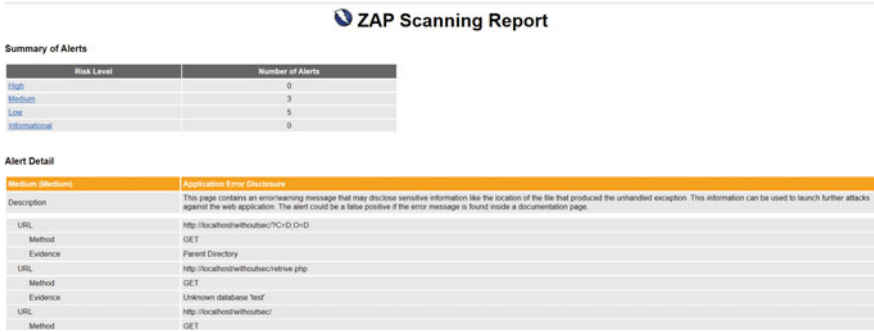 ZAP Scanning Report
Summary of Alerts
Risk Level Number of Alerts
High 0
Medium 3
Low 5
Informational 0
Alert Detail
Medium (Medium) Application Error Disclosure
Description This page contains an error/warning message that may disclose sensitive information like the location of the file that produced the unhandled exception. This information can be used to launch further attacks
against the web application. The alert could be a false positive if the error message is found inside a documentation page.
URL http://localhost/withoutsec/?C=D;O=D
Method GET
Evidence Parent Directory
URL http://localhost/withoutsec/retrive.php
Method GET
Evidence Unknown database 'test'
URL http://localhost/withoutsec/
Method GET